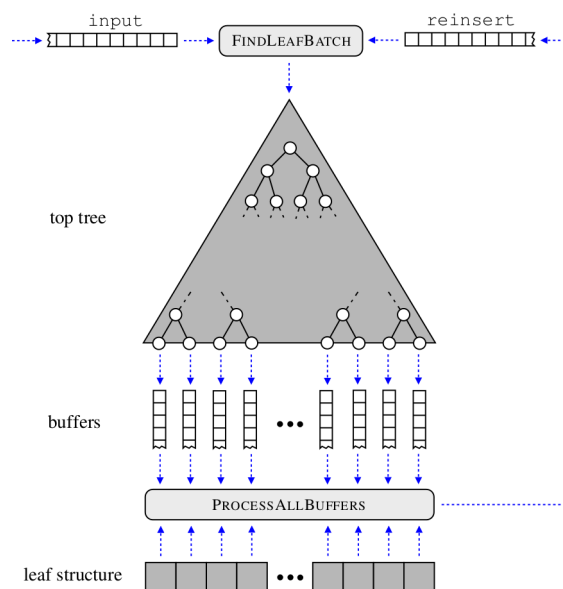 input
FINDLEAFBATCH
reinsert
top tree
buffers
PROCESSALLBUFFERS
leaf structure